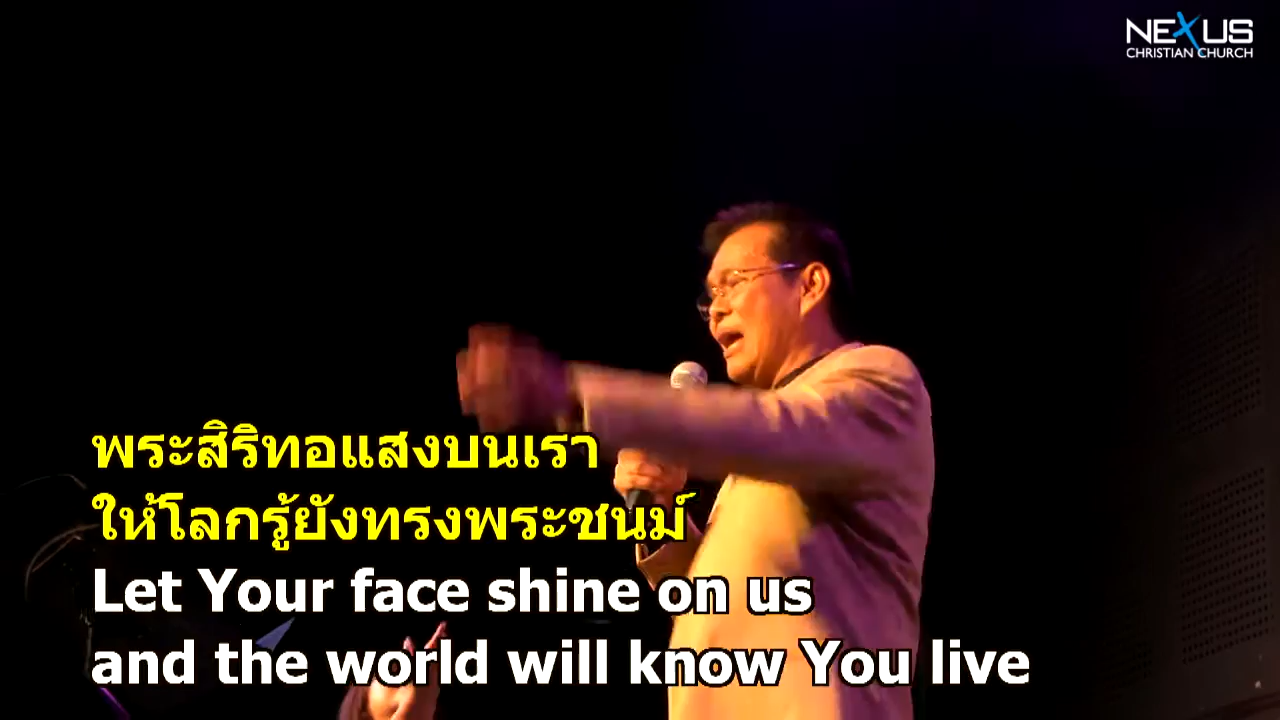 NEXUS
CHRISTIAN CHURCH
พระสิริทอแสงบนเรา
ให้โลกรู้ยังทรงพระชนม์
Let Your face shine on us
and the world will know You live